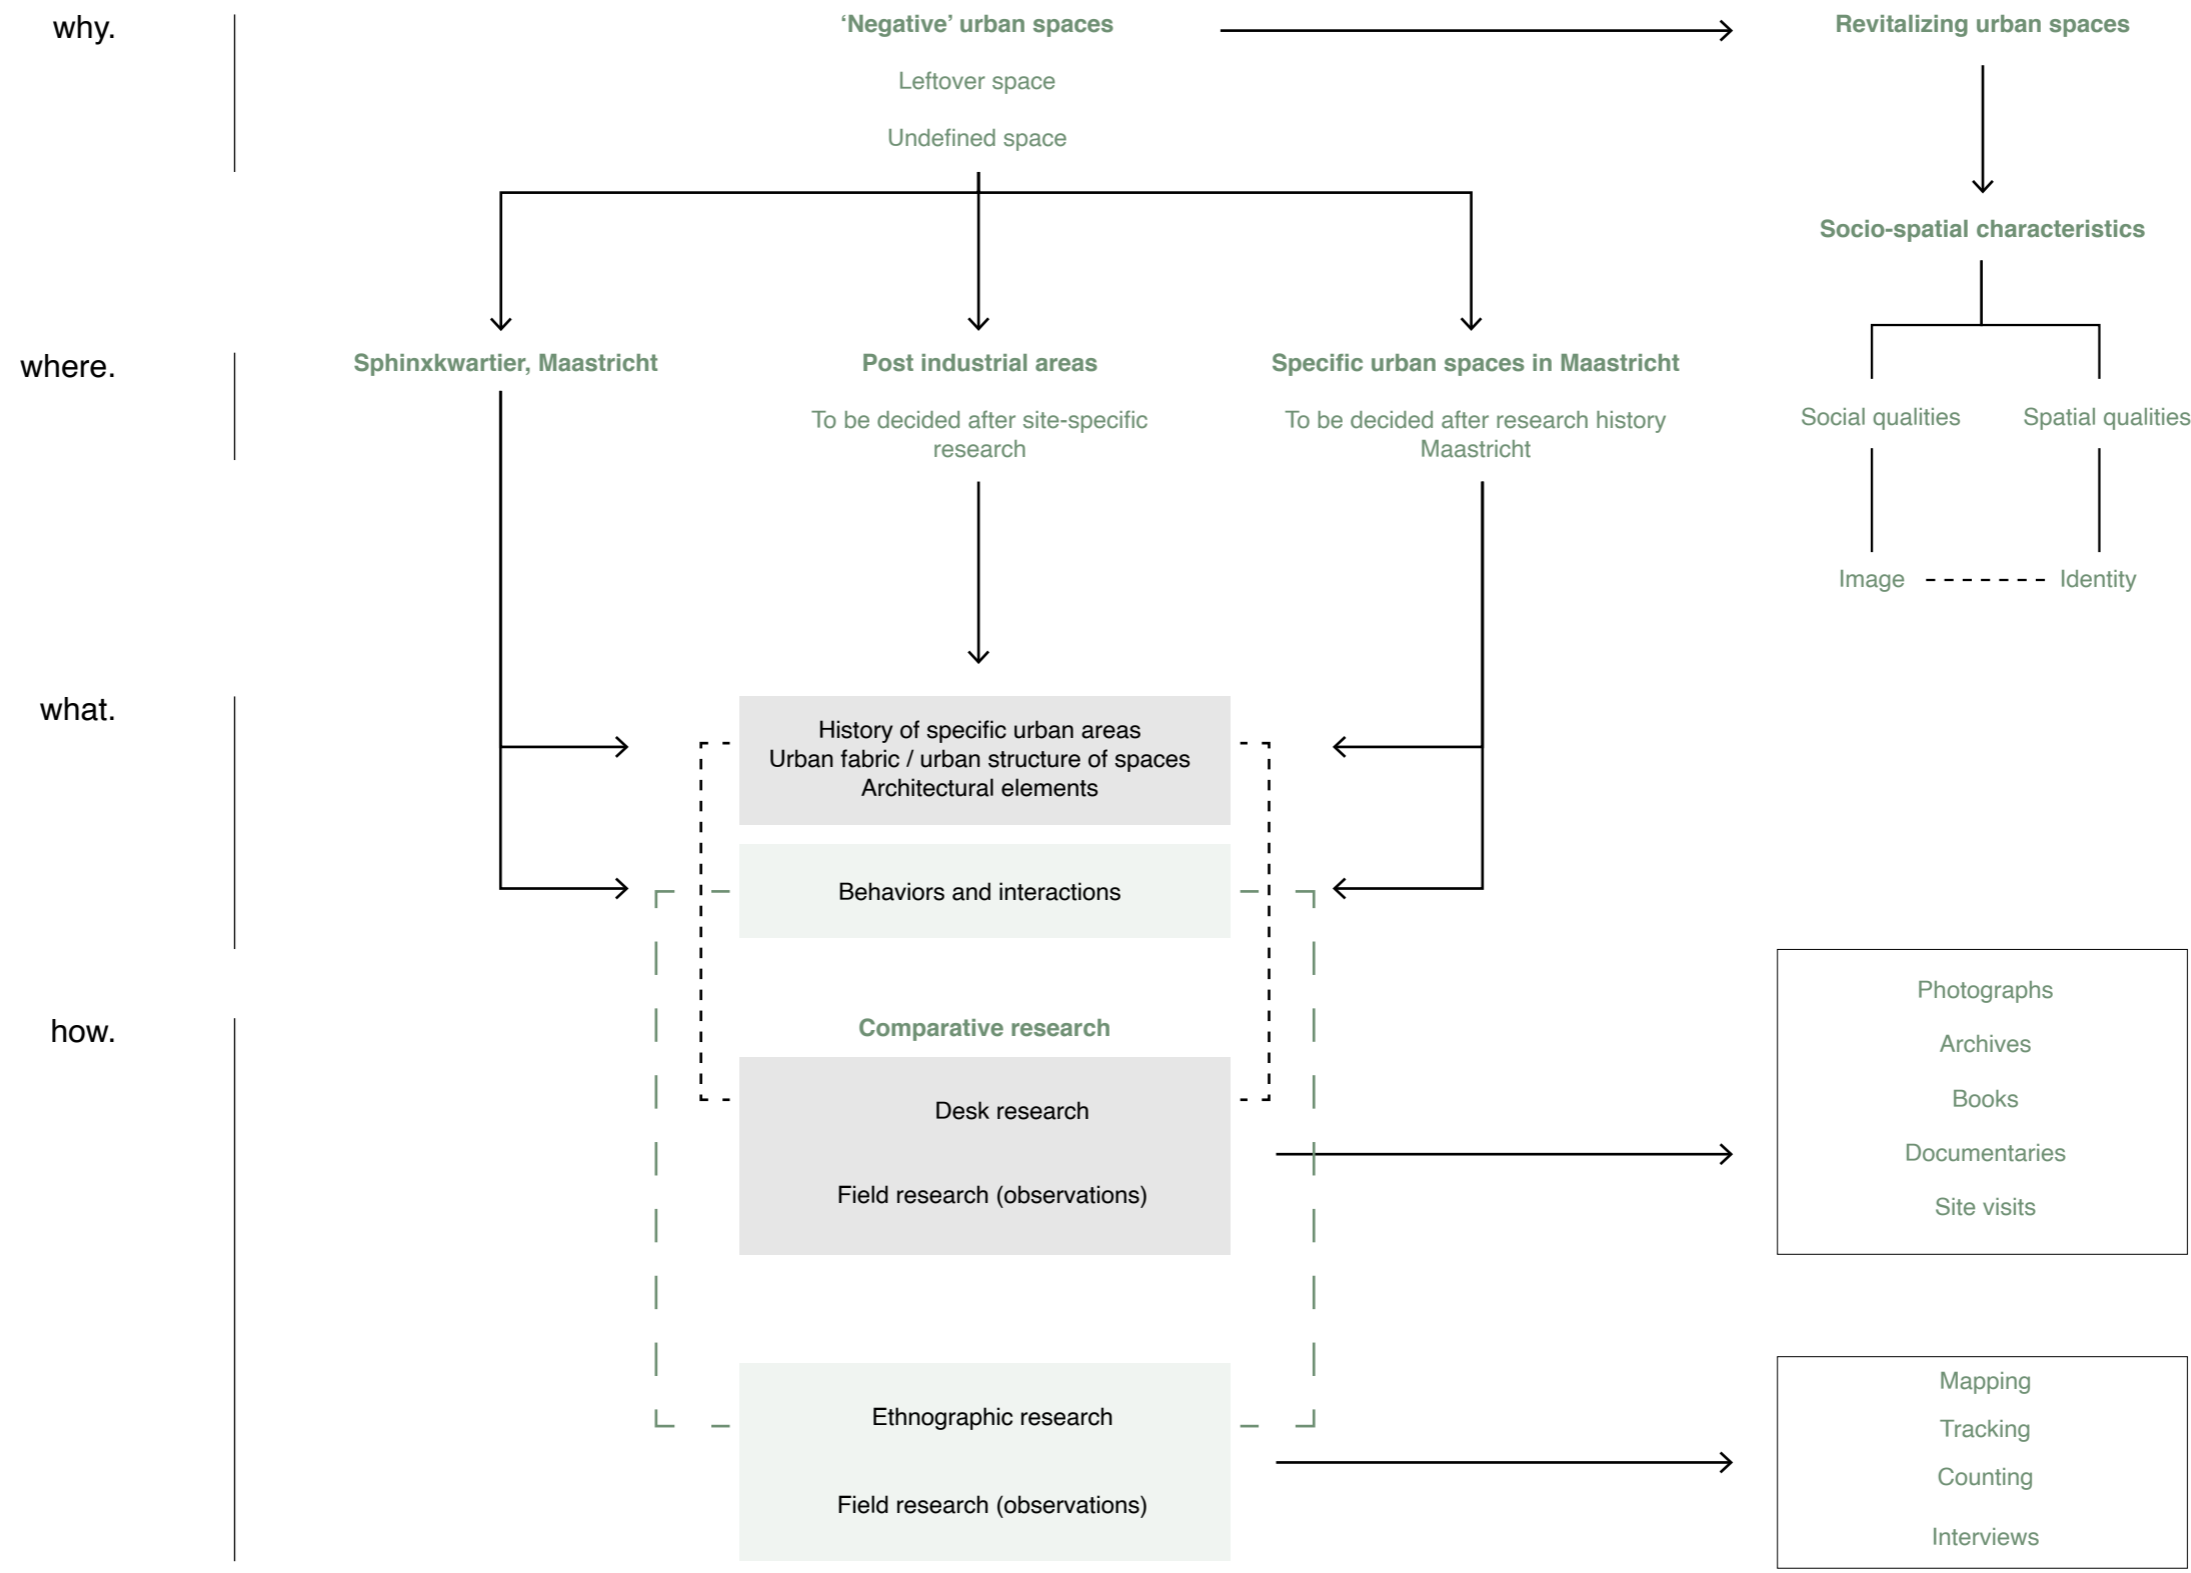 why.
‘Negative’ urban spaces
Revitalizing urban spaces
Leftover space
Undefined space
Socio-spatial characteristics
where.
Sphinxkwartier, Maastricht
Post industrial areas
Specific urban spaces in Maastricht
To be decided after site-specific
research
To be decided after research history
Maastricht
Social qualities
Spatial qualities
Image
Identity
what.
History of specific urban areas
Urban fabric / urban structure of spaces
Architectural elements
Behaviors and interactions
how.
Comparative research
Desk research
Field research (observations)
Photographs
Archives
Books
Documentaries
Site visits
Ethnographic research
Field research (observations)
Mapping
Tracking
Counting
Interviews